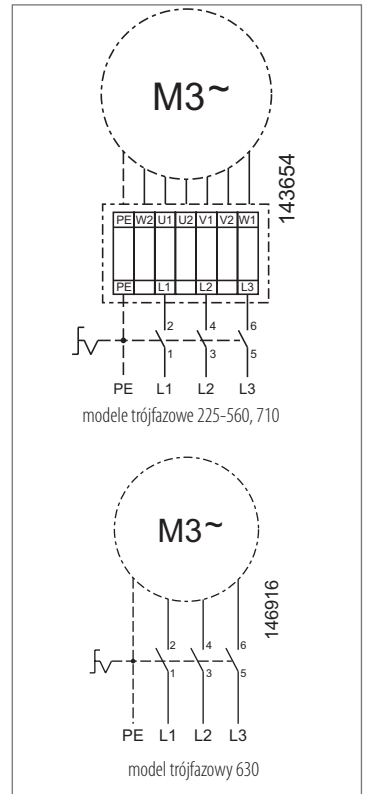 M3~
143654
PE W2 U1 U2 V1 V2 W1
PE L1 L2 L3
2 4 6
1 3 5
PE L1 L2 L3
modele trójfazowe 225-560, 710
M3~
146916
2 4 6
1 3 5
PE L1 L2 L3
model trójfazowy 630